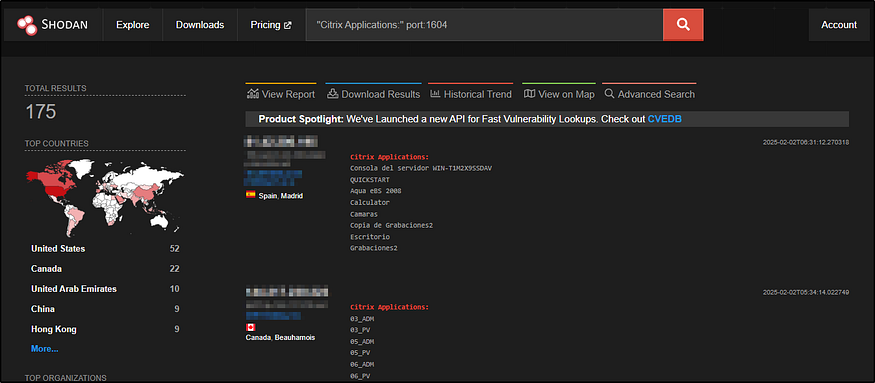 SHODAN Explore Downloads Pricing "Citrix Applications:" port:1604 Account
TOTAL RESULTS
175
TOP COUNTRIES
United States 52
Canada 22
United Arab Emirates 10
China 9
Hong Kong 9
More...
TOP ORGANIZATIONS
View Report Download Results Historical Trend View on Map Advanced Search
Product Spotlight: We've Launched a new API for Fast Vulnerability Lookups. Check out CVEDB
2025-02-02T06:31:12.270318
Spain, Madrid
Citrix Applications:
Consola del servidor WIN-T1M2X9SSDAV
QUICKSTART
Aqua eBS 2008
Calculator
Camaras
Copia de Grabaciones2
Escritorio
Grabaciones2
2025-02-02T05:34:14.022749
Canada, Beauharnois
Citrix Applications:
03_ADM
03_PV
05_ADM
05_PV
06_ADM
06_PV